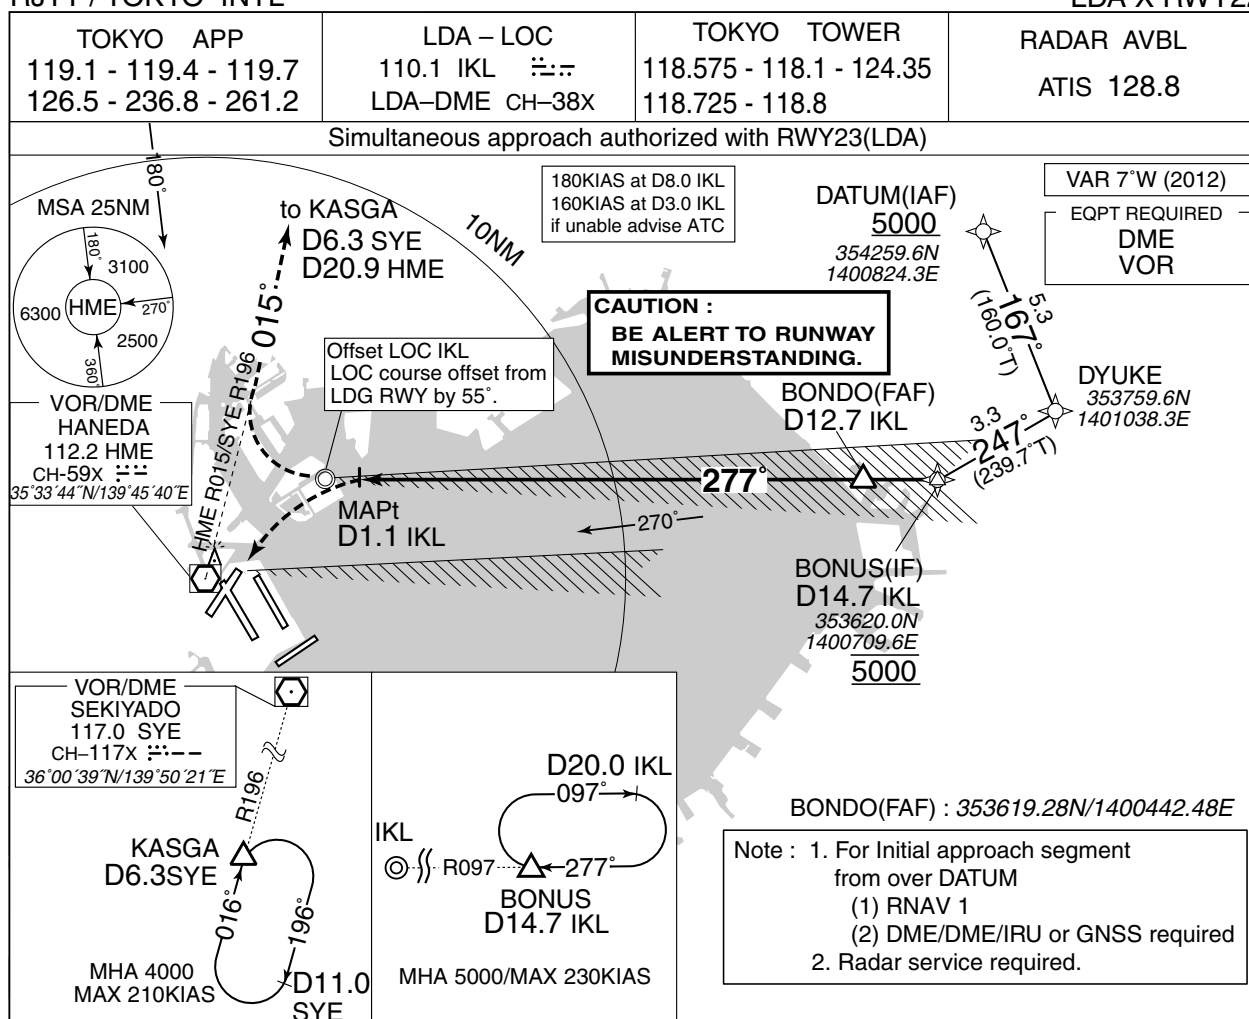 RJTT / TOKYO INTL
LDA X RWY22
TOKYO APP
119.1 - 119.4 - 119.7
126.5 - 236.8 - 261.2
LDA – LOC
110.1 IKL
LDA–DME CH–38X
TOKYO TOWER
118.575 - 118.1 - 124.35
118.725 - 118.8
RADAR AVBL
ATIS 128.8
Simultaneous approach authorized with RWY23(LDA)
180°
MSA 25NM
180°
3100
HME
270°
6300
2500
360°
to KASGA
D6.3 SYE
D20.9 HME
10NM
180KIAS at D8.0 IKL
160KIAS at D3.0 IKL
if unable advise ATC
DATUM(IAF)
5000
354259.6N
1400824.3E
VAR 7°W (2012)
EQPT REQUIRED
DME
VOR
CAUTION :
BE ALERT TO RUNWAY
MISUNDERSTANDING.
5.3
167°
(160.0°T)
015°
Offset LOC IKL
LOC course offset from
LDG RWY by 55°.
DYUKE
353759.6N
1401038.3E
BONDO(FAF)
D12.7 IKL
3.3
247°
(239.7°T)
VOR/DME
HANEDA
112.2 HME
CH-59X
35°33´44˝N/139°45´40˝E
HME R015/SYE R196
277°
MAPt
D1.1 IKL
270°
BONUS(IF)
D14.7 IKL
353620.0N
1400709.6E
5000
VOR/DME
SEKIYADO
117.0 SYE
CH–117X
36°00´39˝N/139°50´21˝E
R196
KASGA
D6.3SYE
016°
196°
MHA 4000
MAX 210KIAS
D11.0
SYE
D20.0 IKL
097°
IKL
R097
277°
BONUS
D14.7 IKL
MHA 5000/MAX 230KIAS
BONDO(FAF) : 353619.28N/1400442.48E
Note : 1. For Initial approach segment
from over DATUM
(1) RNAV 1
(2) DME/DME/IRU or GNSS required
2. Radar service required.